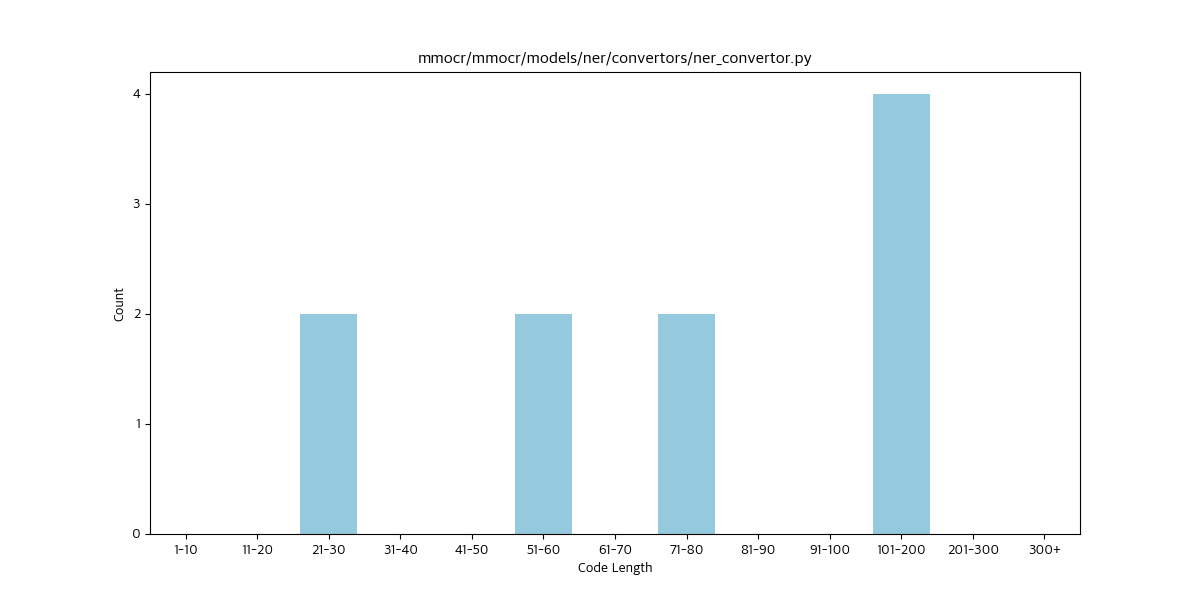 mmocr/mmocr/models/ner/convertors/ner_convertor.py
4
3
2
1
0
Count
1-10 11-20 21-30 31-40 41-50 51-60 61-70 71-80 81-90 91-100 101-200 201-300 300+
Code Length